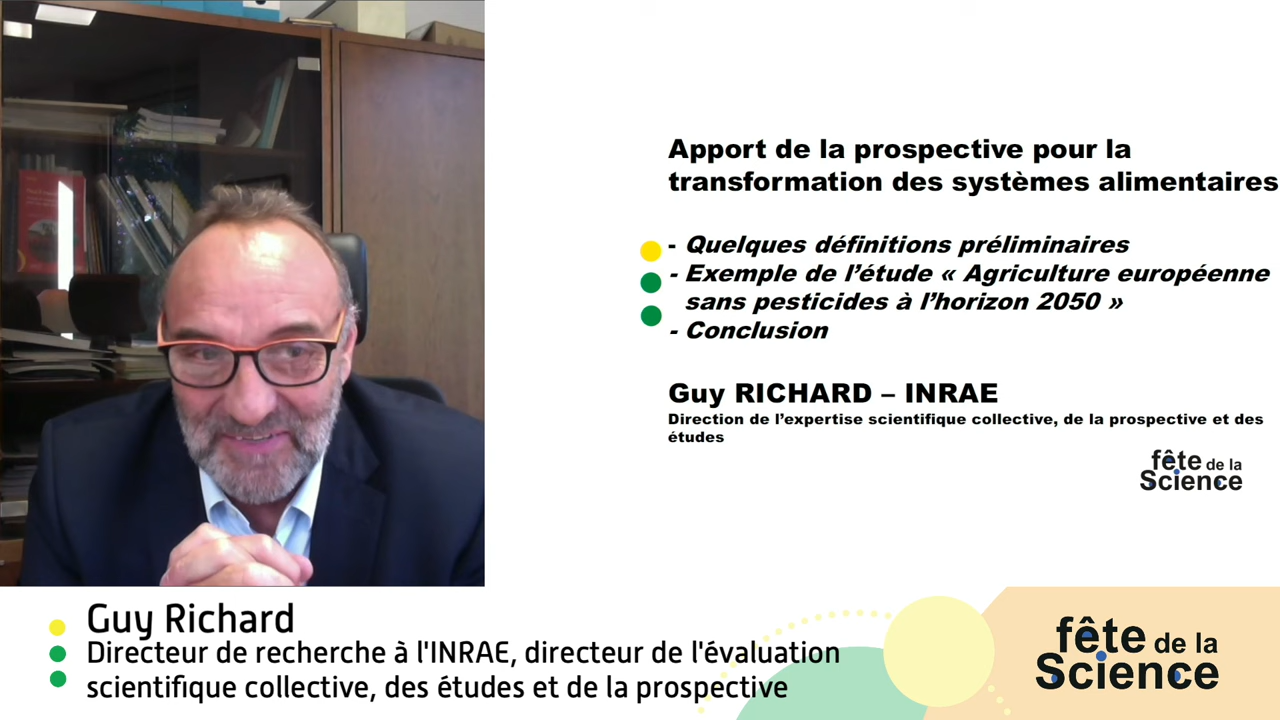 Apport de la prospective pour la
transformation des systèmes alimentaires
- Quelques définitions préliminaires
- Exemple de l'étude « Agriculture européenne
sans pesticides à l'horizon 2050 »
- Conclusion
Guy RICHARD – INRAE
Direction de l'expertise scientifique collective, de la prospective et des
études
fête de la
Science
Guy Richard
Directeur de recherche à l'INRAE, directeur de l'évaluation
scientifique collective, des études et de la prospective
fête de la
Science